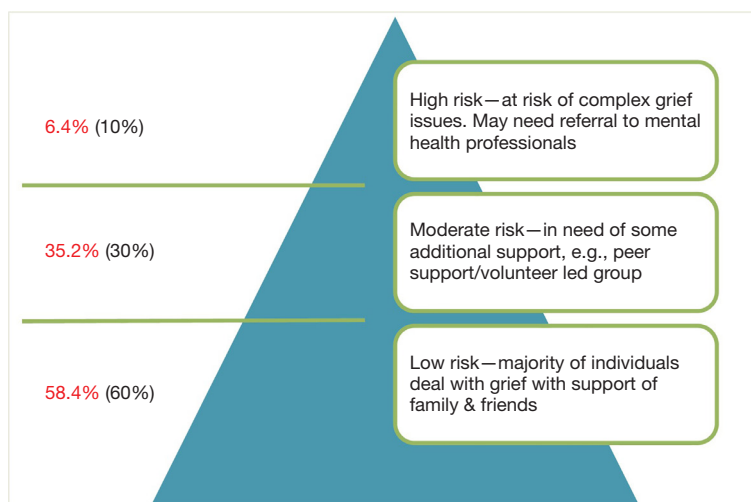 6.4% (10%)
High risk—at risk of complex grief
issues. May need referral to mental
health professionals
35.2% (30%)
Moderate risk—in need of some
additional support, e.g., peer
support/volunteer led group
58.4% (60%)
Low risk—majority of individuals
deal with grief with support of
family & friends